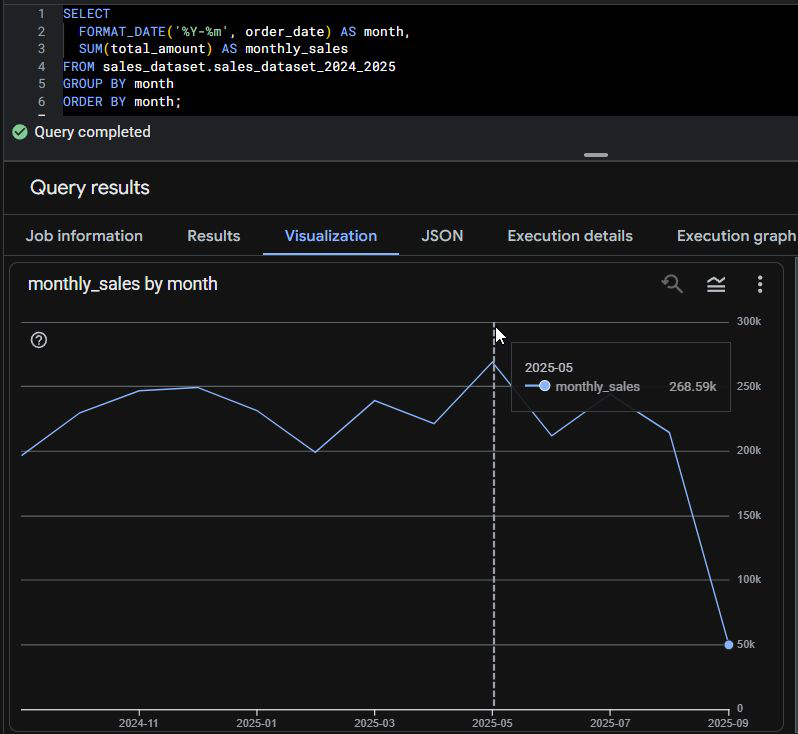 1 SELECT
2 FORMAT_DATE('%Y-%m', order_date) AS month,
3 SUM(total_amount) AS monthly_sales
4 FROM sales_dataset.sales_dataset_2024_2025
5 GROUP BY month
6 ORDER BY month;
Query completed
Query results
Job information Results Visualization JSON Execution details Execution graph
monthly_sales by month
300k
2025-05
monthly_sales 268.59k
250k
200k
150k
100k
50k
0
2024-11 2025-01 2025-03 2025-05 2025-07 2025-09